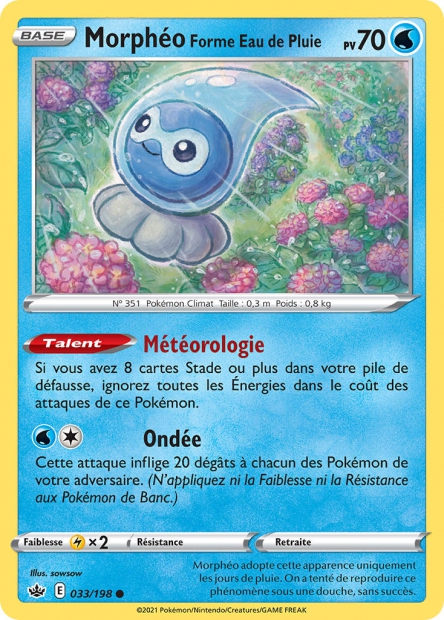 BASE Morphéo Forme Eau de Pluie PV70
N° 351 Pokémon Climat Taille : 0,3 m Poids : 0,8 kg
Talent Météorologie
Si vous avez 8 cartes Stade ou plus dans votre pile de
défausse, ignorez toutes les Énergies dans le coût des
attaques de ce Pokémon.
Ondée
Cette attaque inflige 20 dégâts à chacun des Pokémon de
votre adversaire. (N'appliquez ni la Faiblesse ni la Résistance
aux Pokémon de Banc.)
Faiblesse ×2 Résistance Retraite
Illus. sowsow
Morphéo adopte cette apparence uniquement
les jours de pluie. On a tenté de reproduire ce
phénomène sous une douche, sans succès.
E 033/198
©2021 Pokémon/Nintendo/Creatures/GAME FREAK